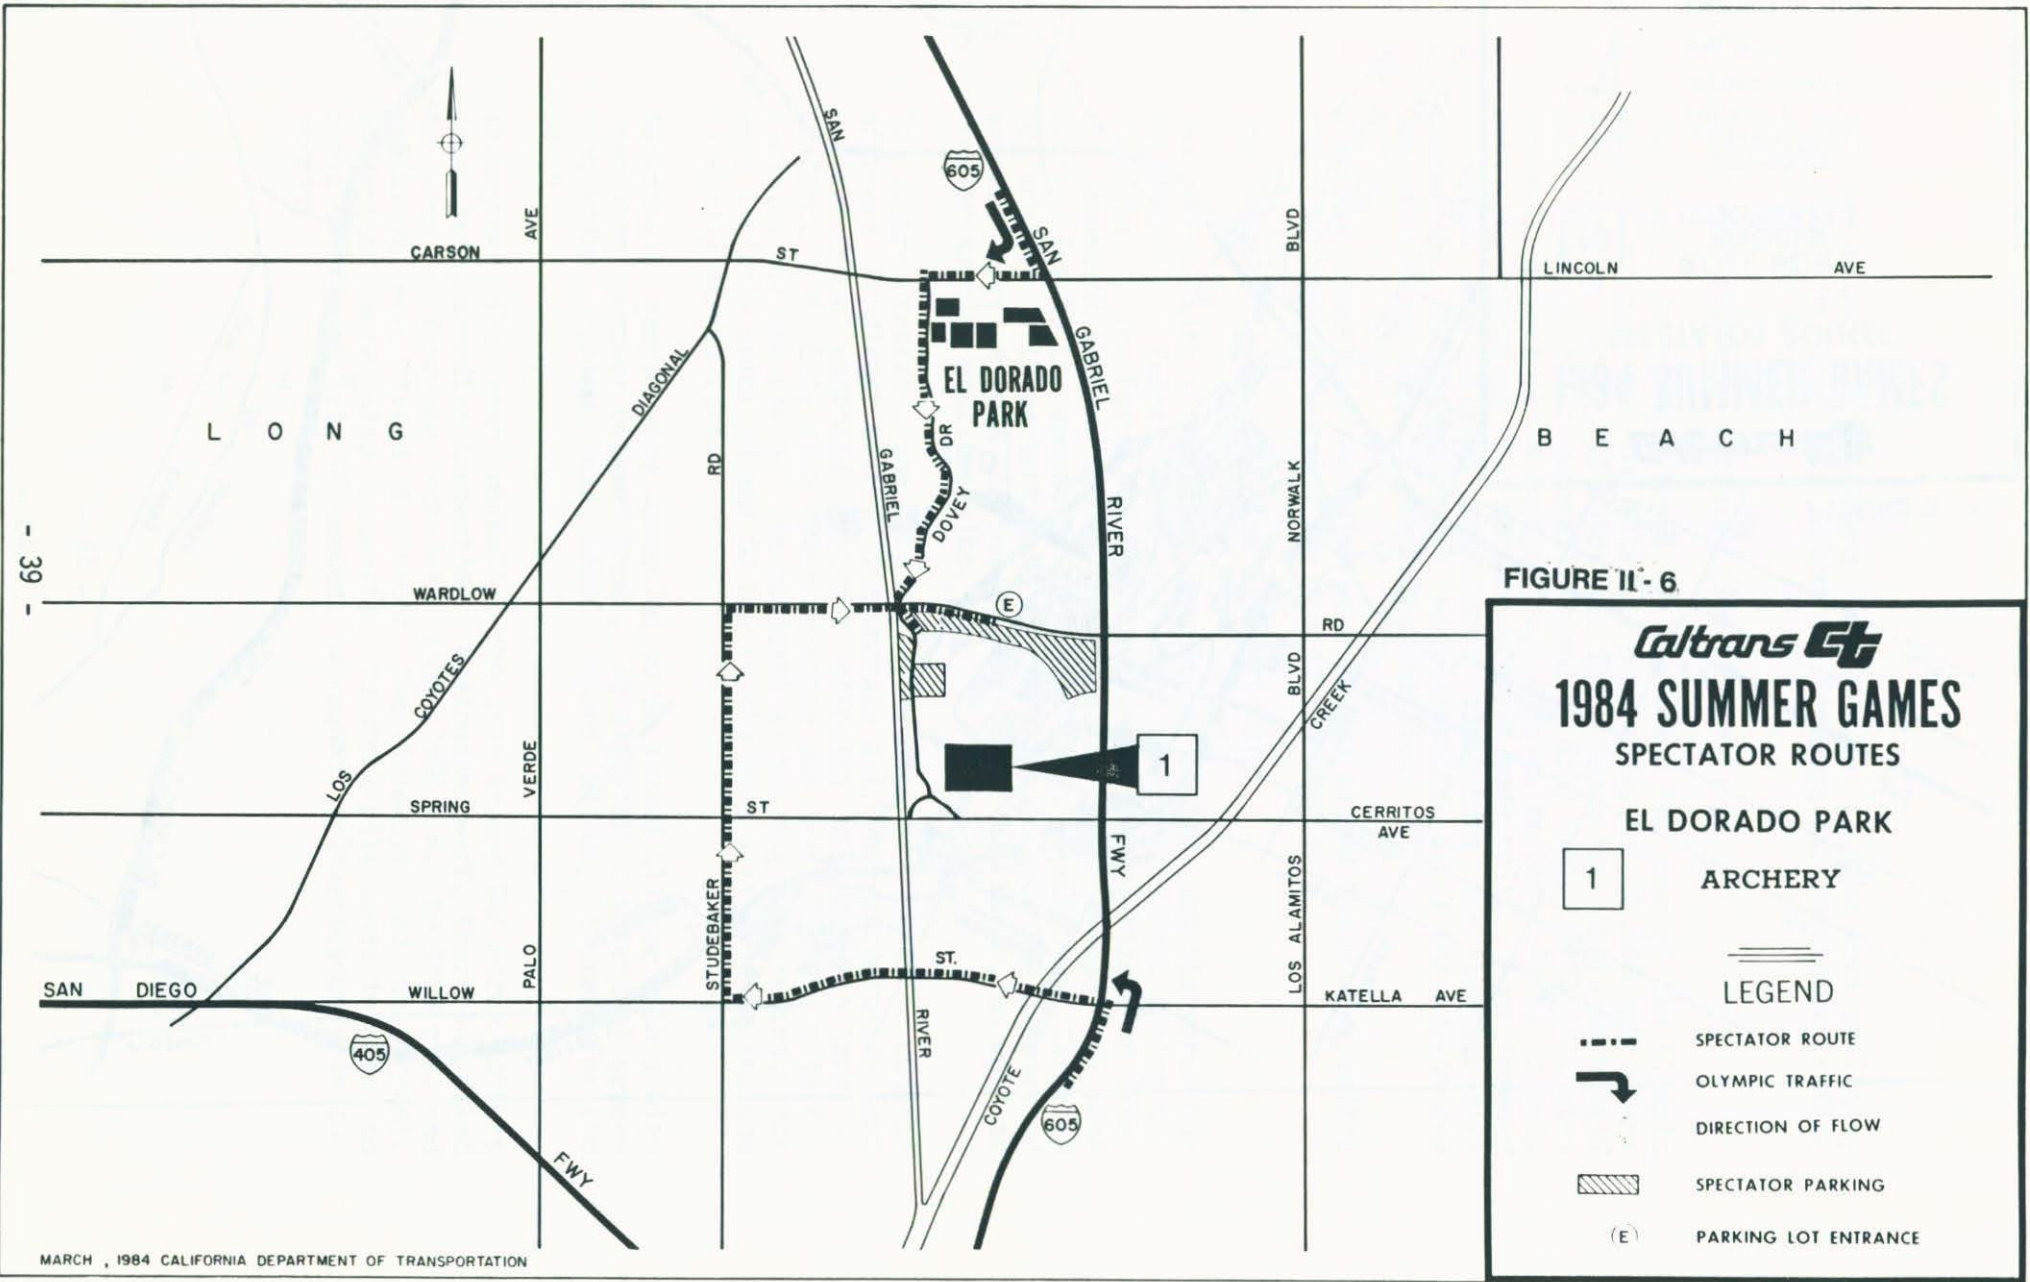 SAN
605
AVE
BLVD
SAN
CARSON
ST
LINCOLN
AVE
GABRIEL
DIAGONAL
EL DORADO
PARK
LONG
DR
BEACH
RD
GABRIEL
NORWALK
DOVEY
RIVER
- 39 -
FIGURE II - 6
WARDLOW
E
RD
Caltrans Ct
1984 SUMMER GAMES
SPECTATOR ROUTES
EL DORADO PARK
1 ARCHERY
LEGEND
SPECTATOR ROUTE
OLYMPIC TRAFFIC
DIRECTION OF FLOW
SPECTATOR PARKING
E PARKING LOT ENTRANCE
BLVD
COYOTES
CREEK
VERDE
1
LOS
SPRING
ST
CERRITOS
AVE
FWY
STUDEBAKER
LOS ALAMITOS
PALO
ST.
SAN DIEGO
WILLOW
KATELLA AVE
405
RIVER
COYOTE
605
FWY
MARCH , 1984 CALIFORNIA DEPARTMENT OF TRANSPORTATION